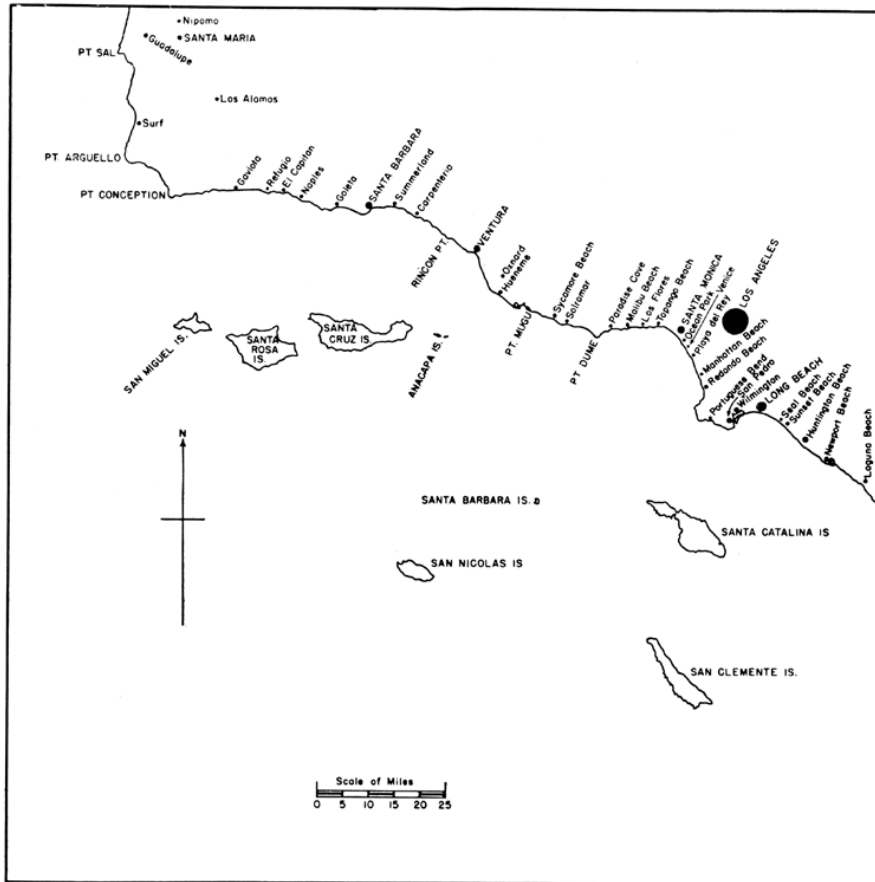 Nipomo
Guadalupe
SANTA MARIA
PT SAL
Los Alamos
Surf
PT ARGUELLO
PT CONCEPTION
Gaviota
Refugio
El Capitan
Naples
Goleta
SANTA BARBARA
Summerland
Carpenteria
RINCON PT.
VENTURA
Oxnard
Hueneme
PT. MUGU
Sycamore Beach
Solromar
PT DUME
Paradise Cove
Malibu Beach
Las Flores
Topango Beach
SANTA MONICA
Ocean Park
Venice
Playa del Rey
LOS ANGELES
Manhattan Beach
Redondo Beach
Portuguese Bend
San Pedro
Wilmington
LONG BEACH
Seal Beach
Sunset Beach
Huntington Beach
Newport Beach
Laguna Beach
SAN MIGUEL IS.
SANTA
ROSA
IS.
SANTA
CRUZ IS.
ANACAPA IS.
N
SANTA BARBARA IS.
SANTA CATALINA IS
SAN NICOLAS IS
SAN CLEMENTE IS.
Scale of Miles
0 5 10 15 20 25